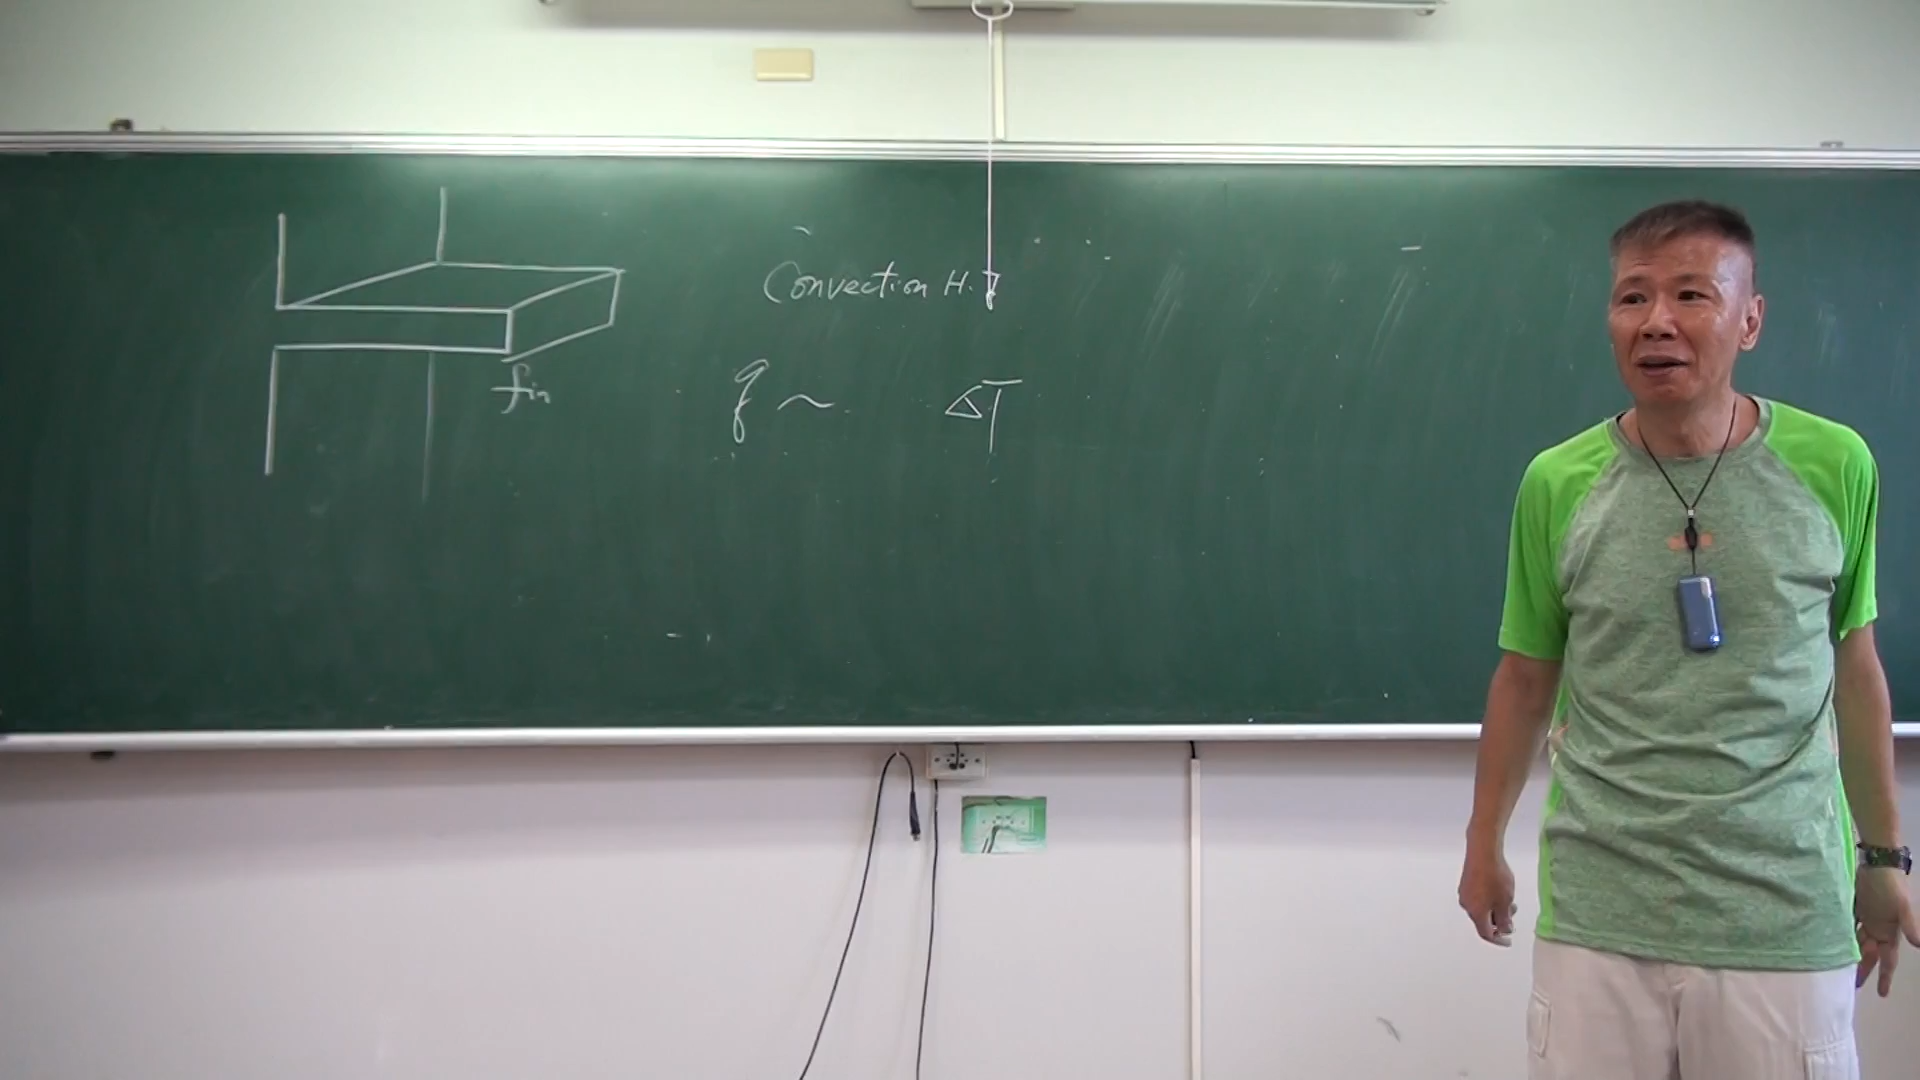 Convection H.T
q ~ ΔT
fin